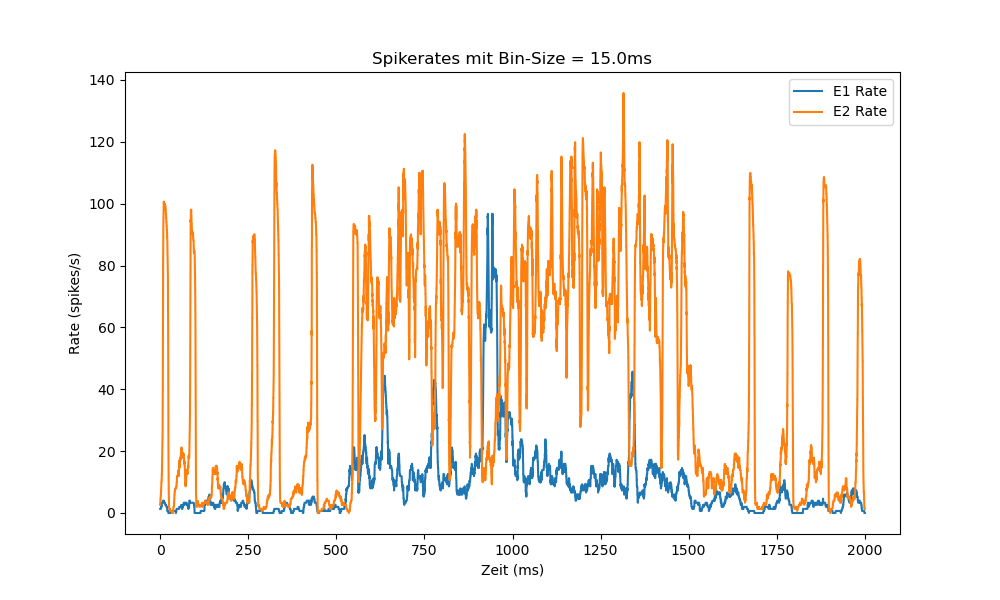 Spikerates mit Bin-Size = 15.0ms
E1 Rate
E2 Rate
Rate (spikes/s)
140
120
100
80
60
40
20
0
0 250 500 750 1000 1250 1500 1750 2000
Zeit (ms)